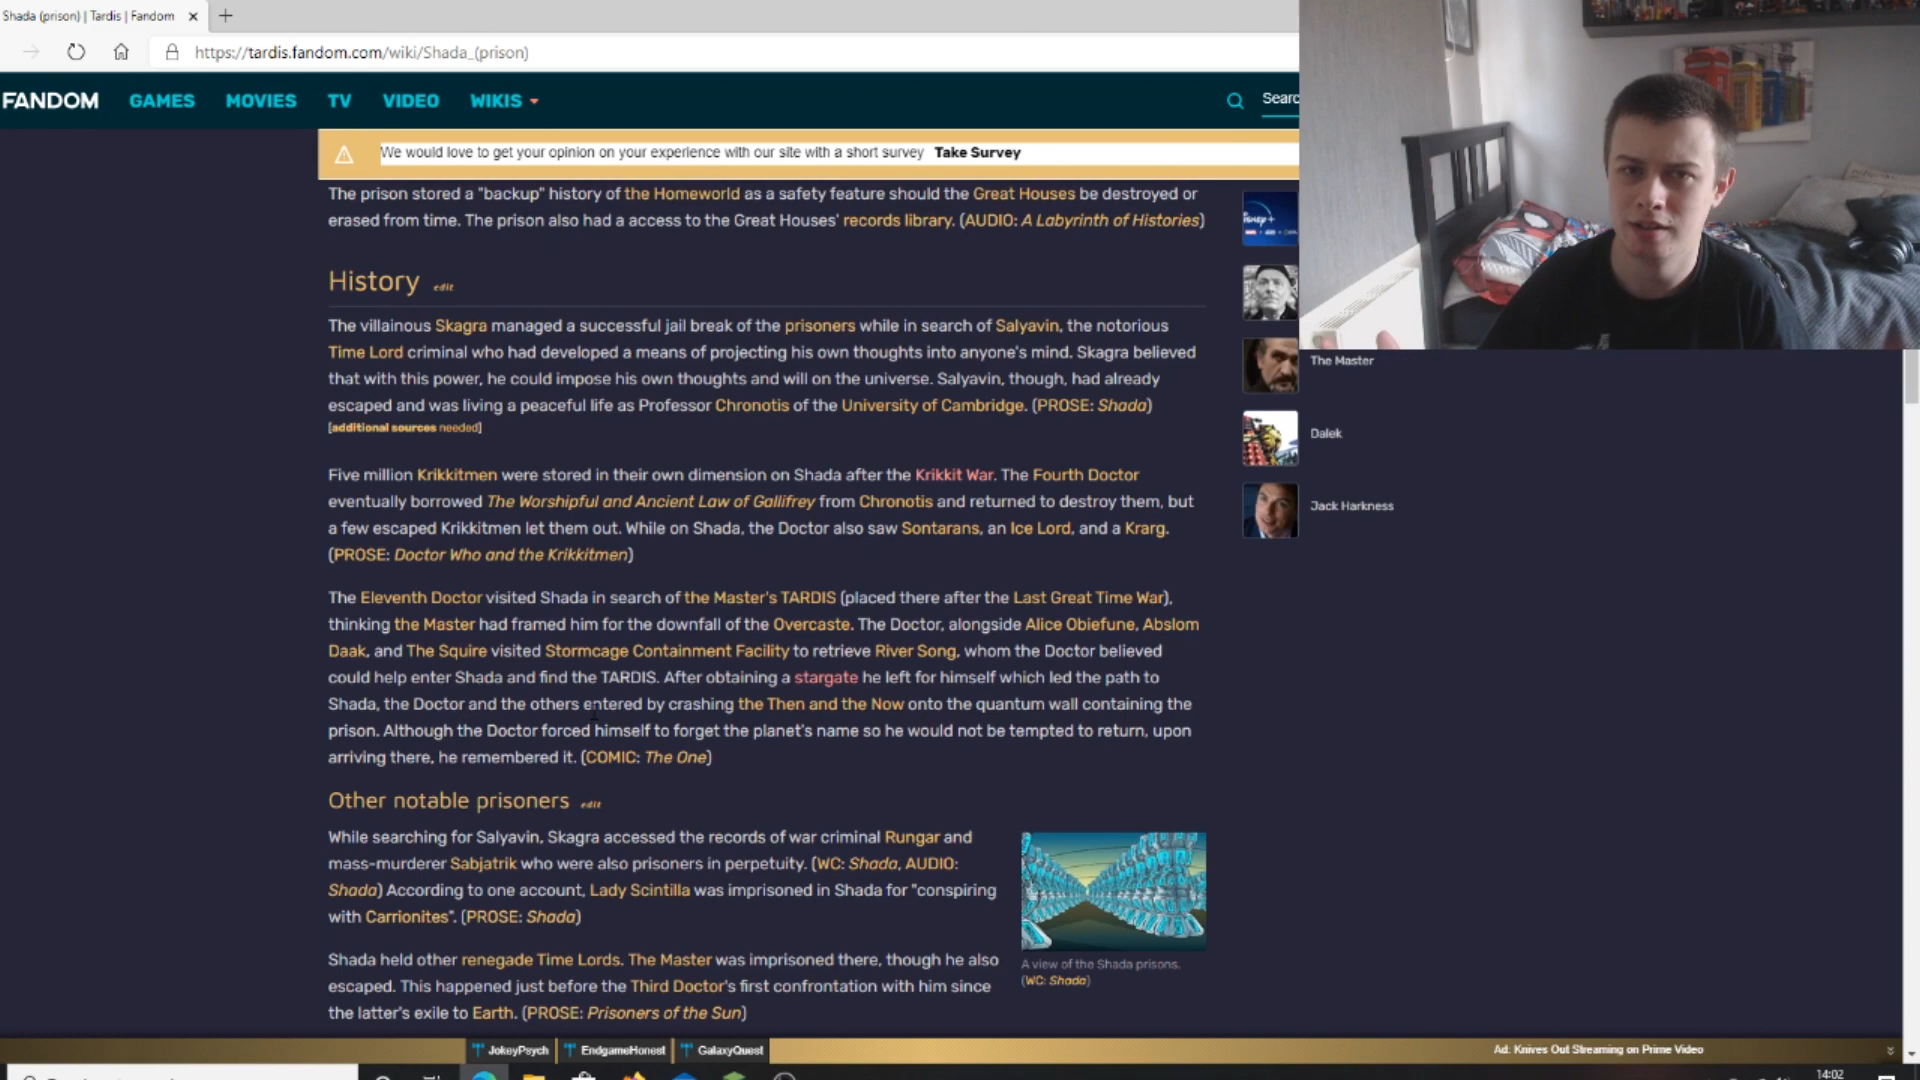 Shada (prison) | Tardis | Fandom
https://tardis.fandom.com/wiki/Shada_(prison)
FANDOM GAMES MOVIES TV VIDEO WIKIS
We would love to get your opinion on your experience with our site with a short survey Take Survey
The prison stored a "backup" history of the Homeworld as a safety feature should the Great Houses be destroyed or
erased from time. The prison also had a access to the Great Houses' records library. (AUDIO: A Labyrinth of Histories)
History edit
The villainous Skagra managed a successful jail break of the prisoners while in search of Salyavin, the notorious
Time Lord criminal who had developed a means of projecting his own thoughts into anyone's mind. Skagra believed
that with this power, he could impose his own thoughts and will on the universe. Salyavin, though, had already
escaped and was living a peaceful life as Professor Chronotis of the University of Cambridge. (PROSE: Shada)
[additional sources needed]
Five million Krikkitmen were stored in their own dimension on Shada after the Krikkit War. The Fourth Doctor
eventually borrowed The Worshipful and Ancient Law of Gallifrey from Chronotis and returned to destroy them, but
a few escaped Krikkitmen let them out. While on Shada, the Doctor also saw Sontarans, an Ice Lord, and a Krarg.
(PROSE: Doctor Who and the Krikkitmen)
The Eleventh Doctor visited Shada in search of the Master's TARDIS (placed there after the Last Great Time War),
thinking the Master had framed him for the downfall of the Overcaste. The Doctor, alongside Alice Obiefune, Abslom
Daak, and The Squire visited Stormcage Containment Facility to retrieve River Song, whom the Doctor believed
could help enter Shada and find the TARDIS. After obtaining a stargate he left for himself which led the path to
Shada, the Doctor and the others entered by crashing the Then and the Now onto the quantum wall containing the
prison. Although the Doctor forced himself to forget the planet's name so he would not be tempted to return, upon
arriving there, he remembered it. (COMIC: The One)
Other notable prisoners edit
While searching for Salyavin, Skagra accessed the records of war criminal Rungar and
mass-murderer Sabjatrik who were also prisoners in perpetuity. (WC: Shada, AUDIO:
Shada) According to one account, Lady Scintilla was imprisoned in Shada for "conspiring
with Carrionites". (PROSE: Shada)
Shada held other renegade Time Lords. The Master was imprisoned there, though he also
escaped. This happened just before the Third Doctor's first confrontation with him since
the latter's exile to Earth. (PROSE: Prisoners of the Sun)
A view of the Shada prisons.
(WC: Shada)
The Master
Dalek
Jack Harkness
JokeyPsych EndgameHonest GalaxyQuest
Ad: Knives Out Streaming on Prime Video
14:02